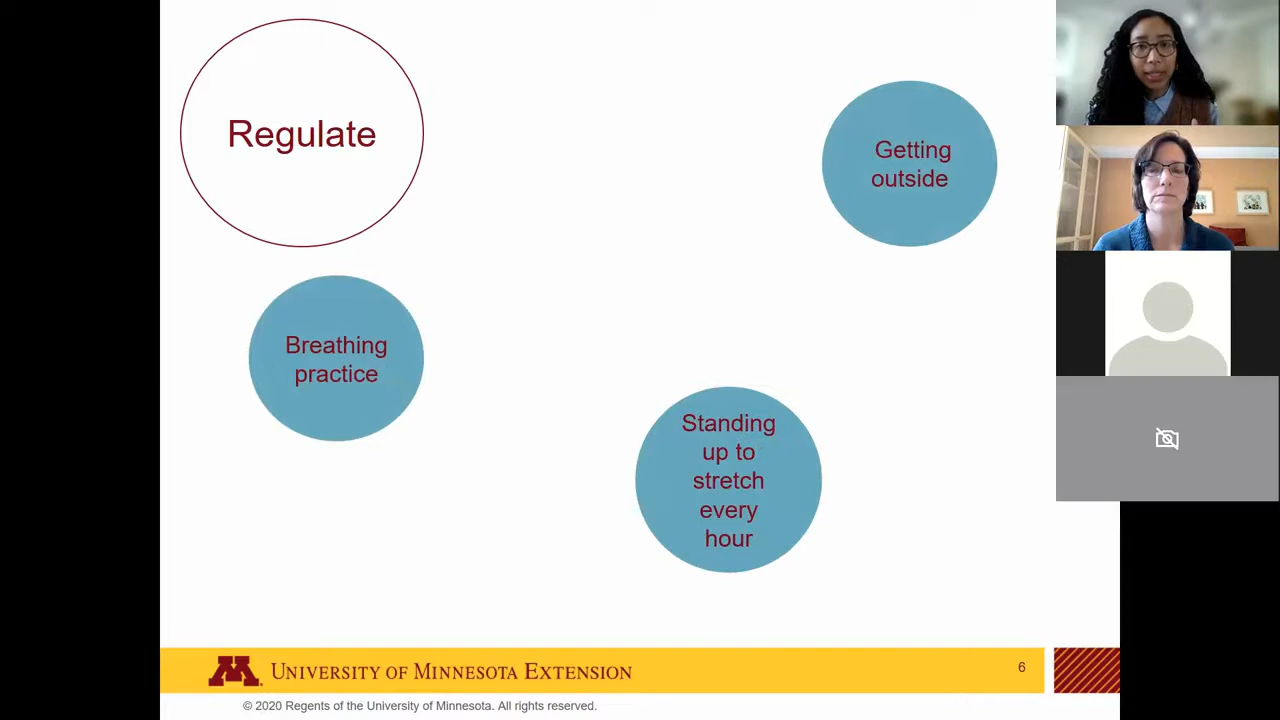 Regulate
Getting
outside
Breathing
practice
Standing
up to
stretch
every
hour
UNIVERSITY OF MINNESOTA EXTENSION
6
© 2020 Regents of the University of Minnesota. All rights reserved.